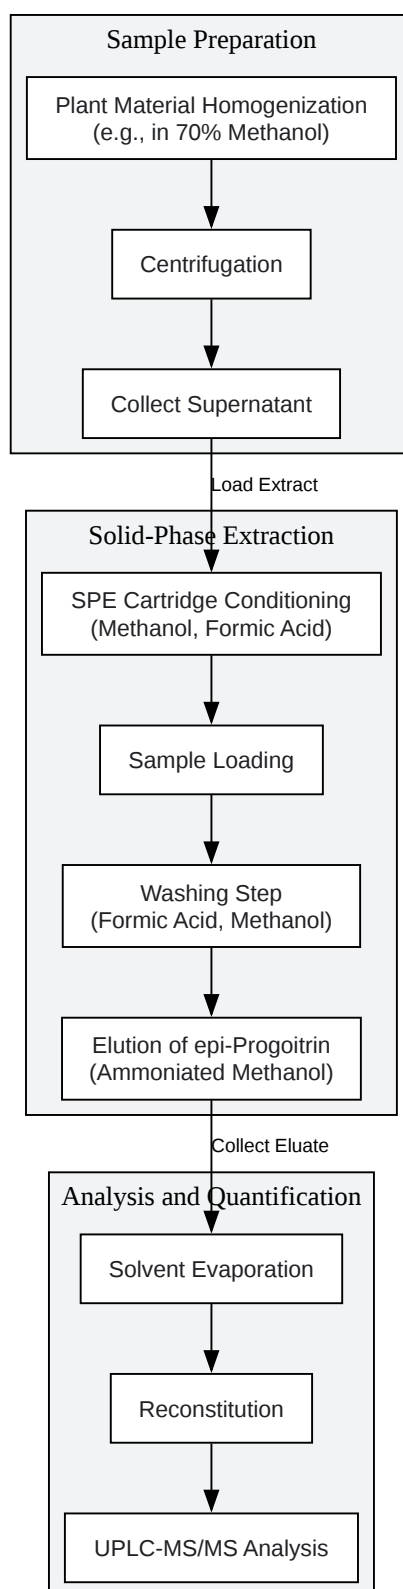 Sample Preparation
Plant Material Homogenization
(e.g., in 70% Methanol)
Centrifugation
Collect Supernatant
Load Extract
Solid-Phase Extraction
SPE Cartridge Conditioning
(Methanol, Formic Acid)
Sample Loading
Washing Step
(Formic Acid, Methanol)
Elution of epi-Progoitrin
(Ammoniated Methanol)
Collect Eluate
Analysis and Quantification
Solvent Evaporation
Reconstitution
UPLC-MS/MS Analysis